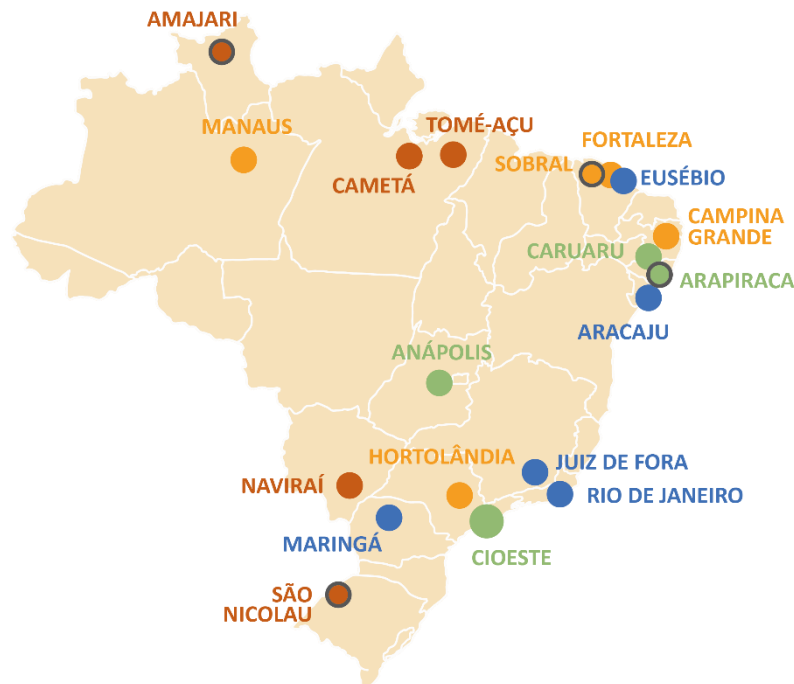 AMAJARI
MANAUS
TOMÉ-AÇU
CAMETÁ
FORTALEZA
SOBRAL
EUSÉBIO
CAMPINA
GRANDE
CARUARU
ARAPIRACA
ARACAJU
ANÁPOLIS
HORTOLÂNDIA
JUIZ DE FORA
NAVIRAÍ
RIO DE JANEIRO
MARINGÁ
CIOESTE
SÃO
NICOLAU